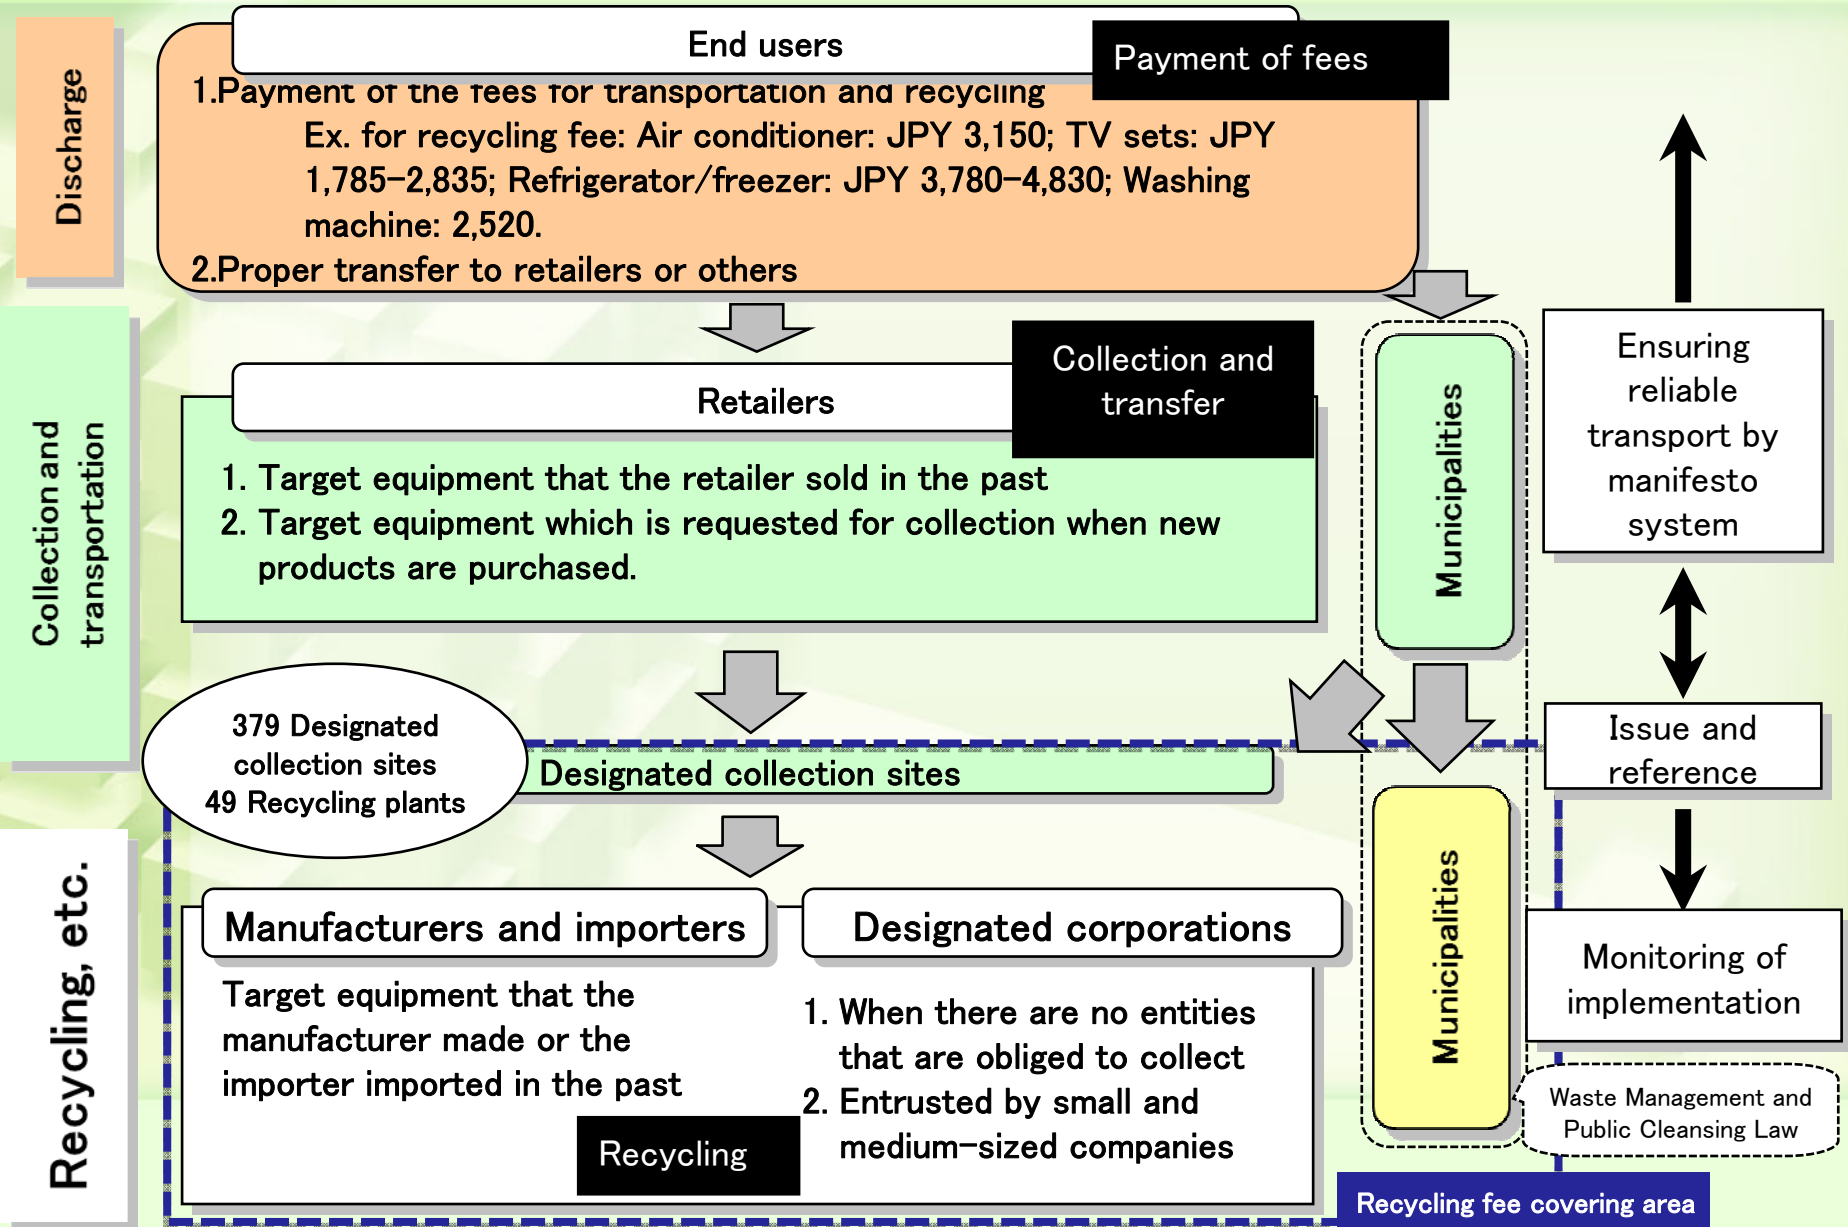 Discharge
End users
Payment of fees
1.Payment of the fees for transportation and recycling
Ex. for recycling fee: Air conditioner: JPY 3,150; TV sets: JPY
1,785-2,835; Refrigerator/freezer: JPY 3,780-4,830; Washing
machine: 2,520.
2.Proper transfer to retailers or others
Collection and
transportation
Retailers
Collection and
transfer
1. Target equipment that the retailer sold in the past
2. Target equipment which is requested for collection when new
products are purchased.
Municipalities
Ensuring
reliable
transport by
manifesto
system
379 Designated
collection sites
49 Recycling plants
Designated collection sites
Issue and
reference
Recycling, etc.
Manufacturers and importers
Target equipment that the
manufacturer made or the
importer imported in the past
Recycling
Designated corporations
1. When there are no entities
that are obliged to collect
2. Entrusted by small and
medium-sized companies
Municipalities
Monitoring of
implementation
Waste Management and
Public Cleansing Law
Recycling fee covering area